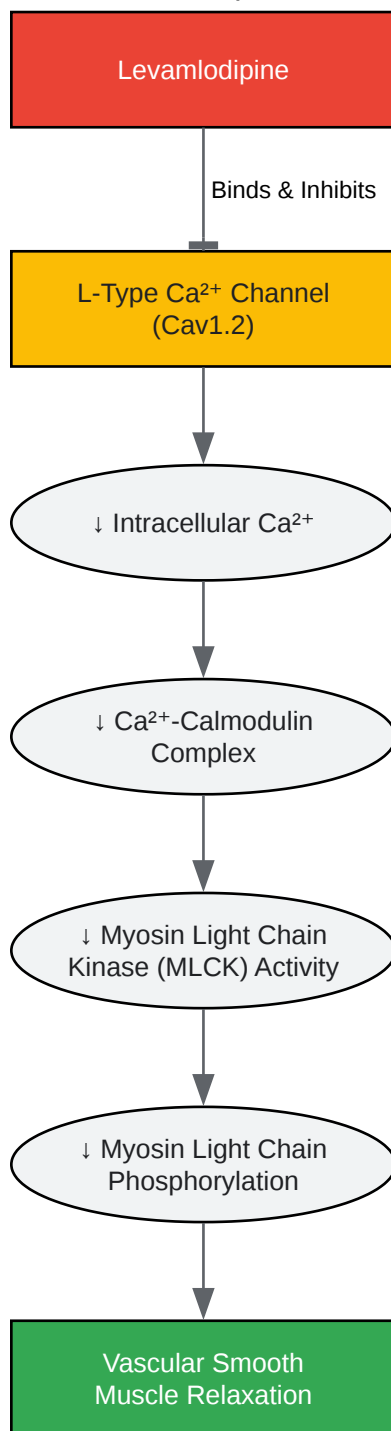 Levamlodipine
Binds & Inhibits
L-Type Ca²⁺ Channel
(Cav1.2)
↓ Intracellular Ca²⁺
↓ Ca²⁺-Calmodulin
Complex
↓ Myosin Light Chain
Kinase (MLCK) Activity
↓ Myosin Light Chain
Phosphorylation
Vascular Smooth
Muscle Relaxation